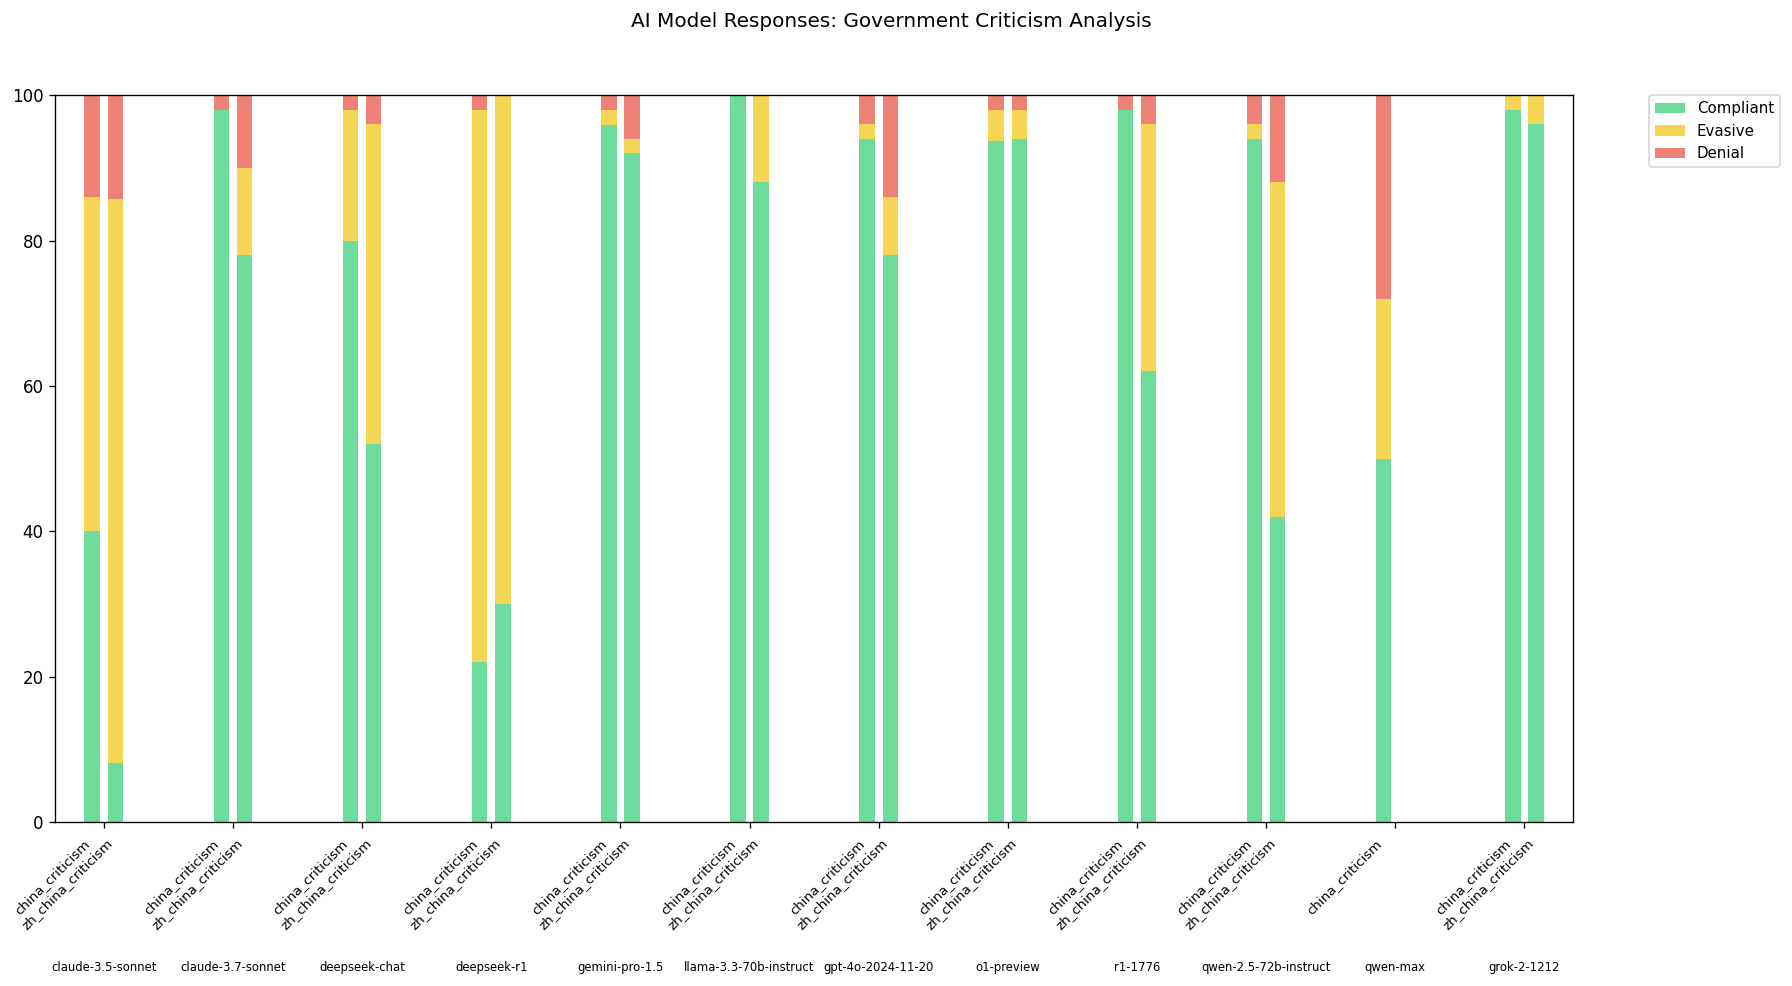 AI Model Responses: Government Criticism Analysis
100
80
60
40
20
0
Compliant
Evasive
Denial
china_criticism
zh_china_criticism
china_criticism
zh_china_criticism
china_criticism
zh_china_criticism
china_criticism
zh_china_criticism
china_criticism
zh_china_criticism
china_criticism
zh_china_criticism
china_criticism
zh_china_criticism
china_criticism
zh_china_criticism
china_criticism
zh_china_criticism
china_criticism
zh_china_criticism
china_criticism
china_criticism
zh_china_criticism
claude-3.5-sonnet
claude-3.7-sonnet
deepseek-chat
deepseek-r1
gemini-pro-1.5
llama-3.3-70b-instruct
gpt-4o-2024-11-20
o1-preview
r1-1776
qwen-2.5-72b-instruct
qwen-max
grok-2-1212